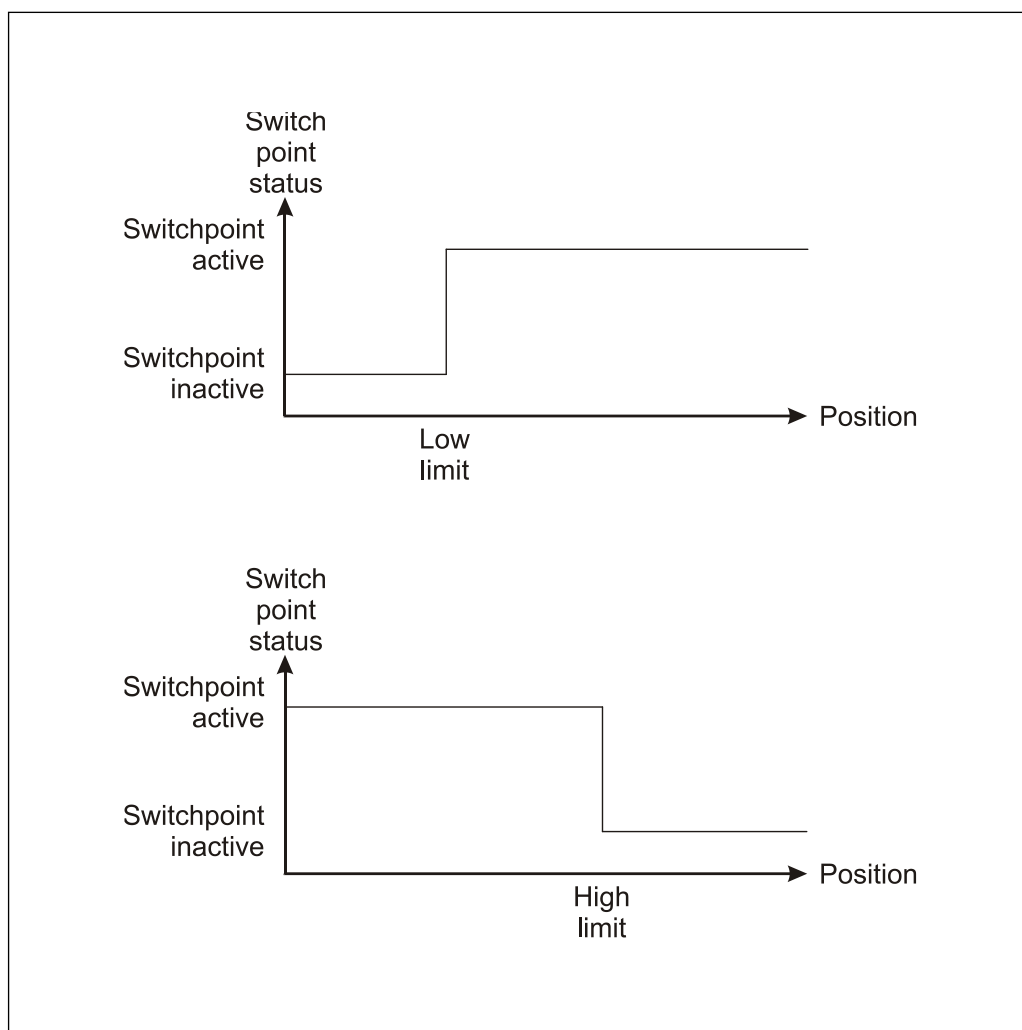 Switch
point
status
Switchpoint
active
Switchpoint
inactive
Position
Low
limit
Switch
point
status
Switchpoint
active
Switchpoint
inactive
Position
High
limit